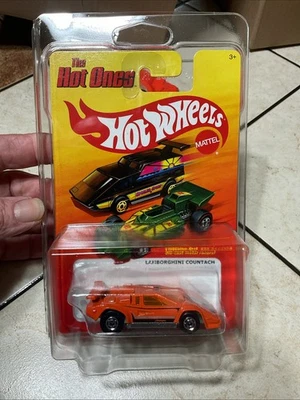 The
Hot Ones
3+
Hot Wheels
MATTEL
LAMBORGHINI COUNTACH